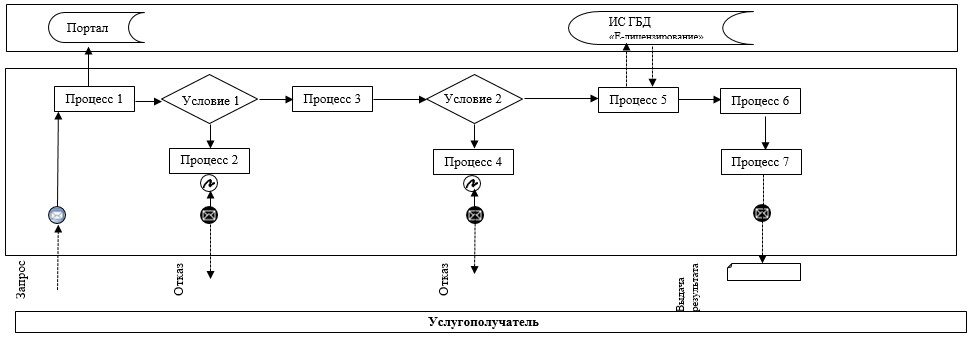 Портал
ИС ГБД
«Е-лицензирование»
Процесс 1
Условие 1
Процесс 3
Условие 2
Процесс 5
Процесс 6
Процесс 2
Процесс 4
Процесс 7
Запрос
Отказ
Отказ
Выдача
результата
Услугополучатель